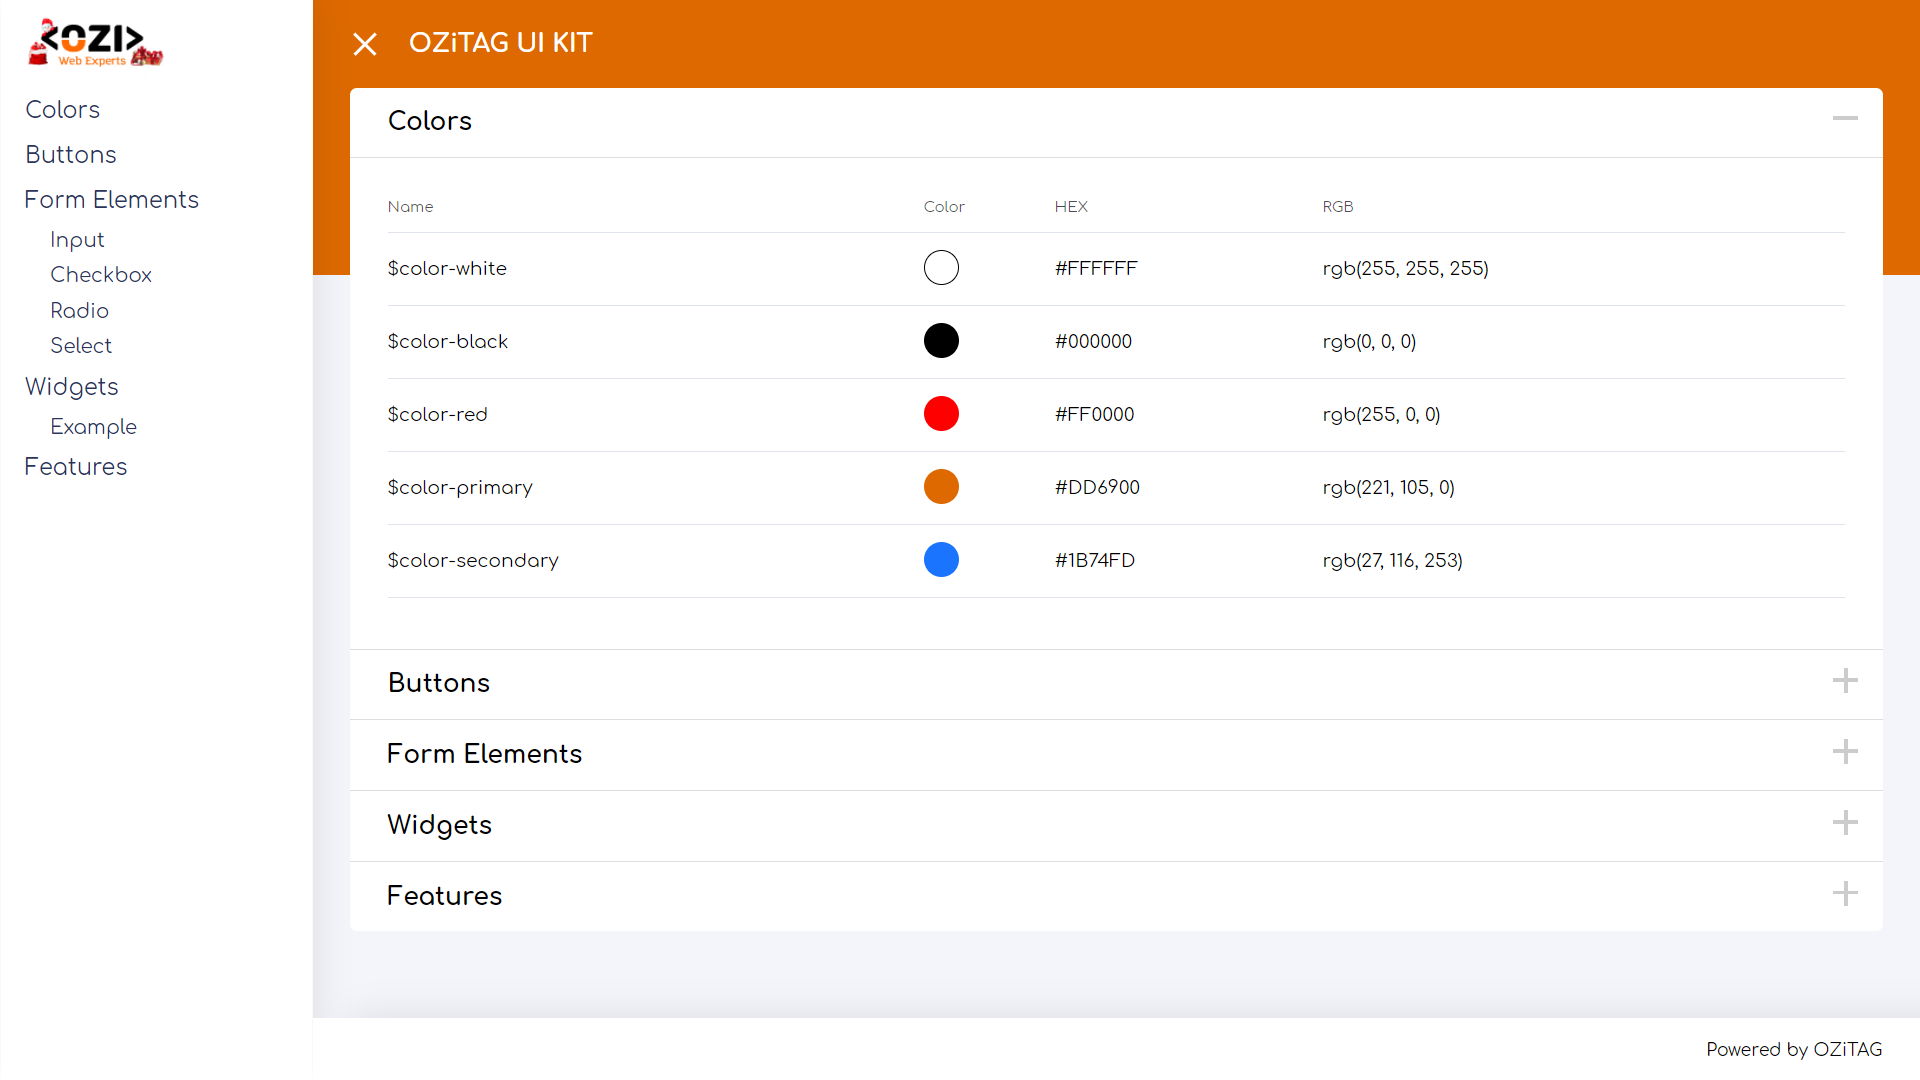 <OZI>
Web Experts
Colors
Buttons
Form Elements
Input
Checkbox
Radio
Select
Widgets
Example
Features
OZiTAG UI KIT
Colors
Name Color HEX RGB
$color-white #FFFFFF rgb(255, 255, 255)
$color-black #000000 rgb(0, 0, 0)
$color-red #FF0000 rgb(255, 0, 0)
$color-primary #DD6900 rgb(221, 105, 0)
$color-secondary #1B74FD rgb(27, 116, 253)
Buttons
Form Elements
Widgets
Features
Powered by OZiTAG